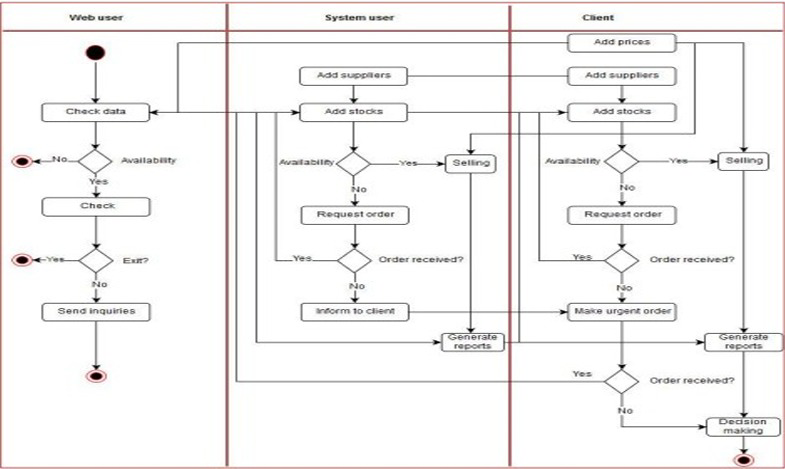 Web user
System user
Client
Add prices
Add suppliers
Add suppliers
Check data
Add stocks
Add stocks
No
Availability
Availability
Yes
Selling
Availability
Yes
Selling
Yes
No
No
Check
Request order
Request order
Yes
Exit?
Yes
Order received?
Yes
Order received?
No
No
No
Send inquiries
Inform to client
Make urgent order
Generate
reports
Generate
reports
Yes
Order received?
No
Decision
making